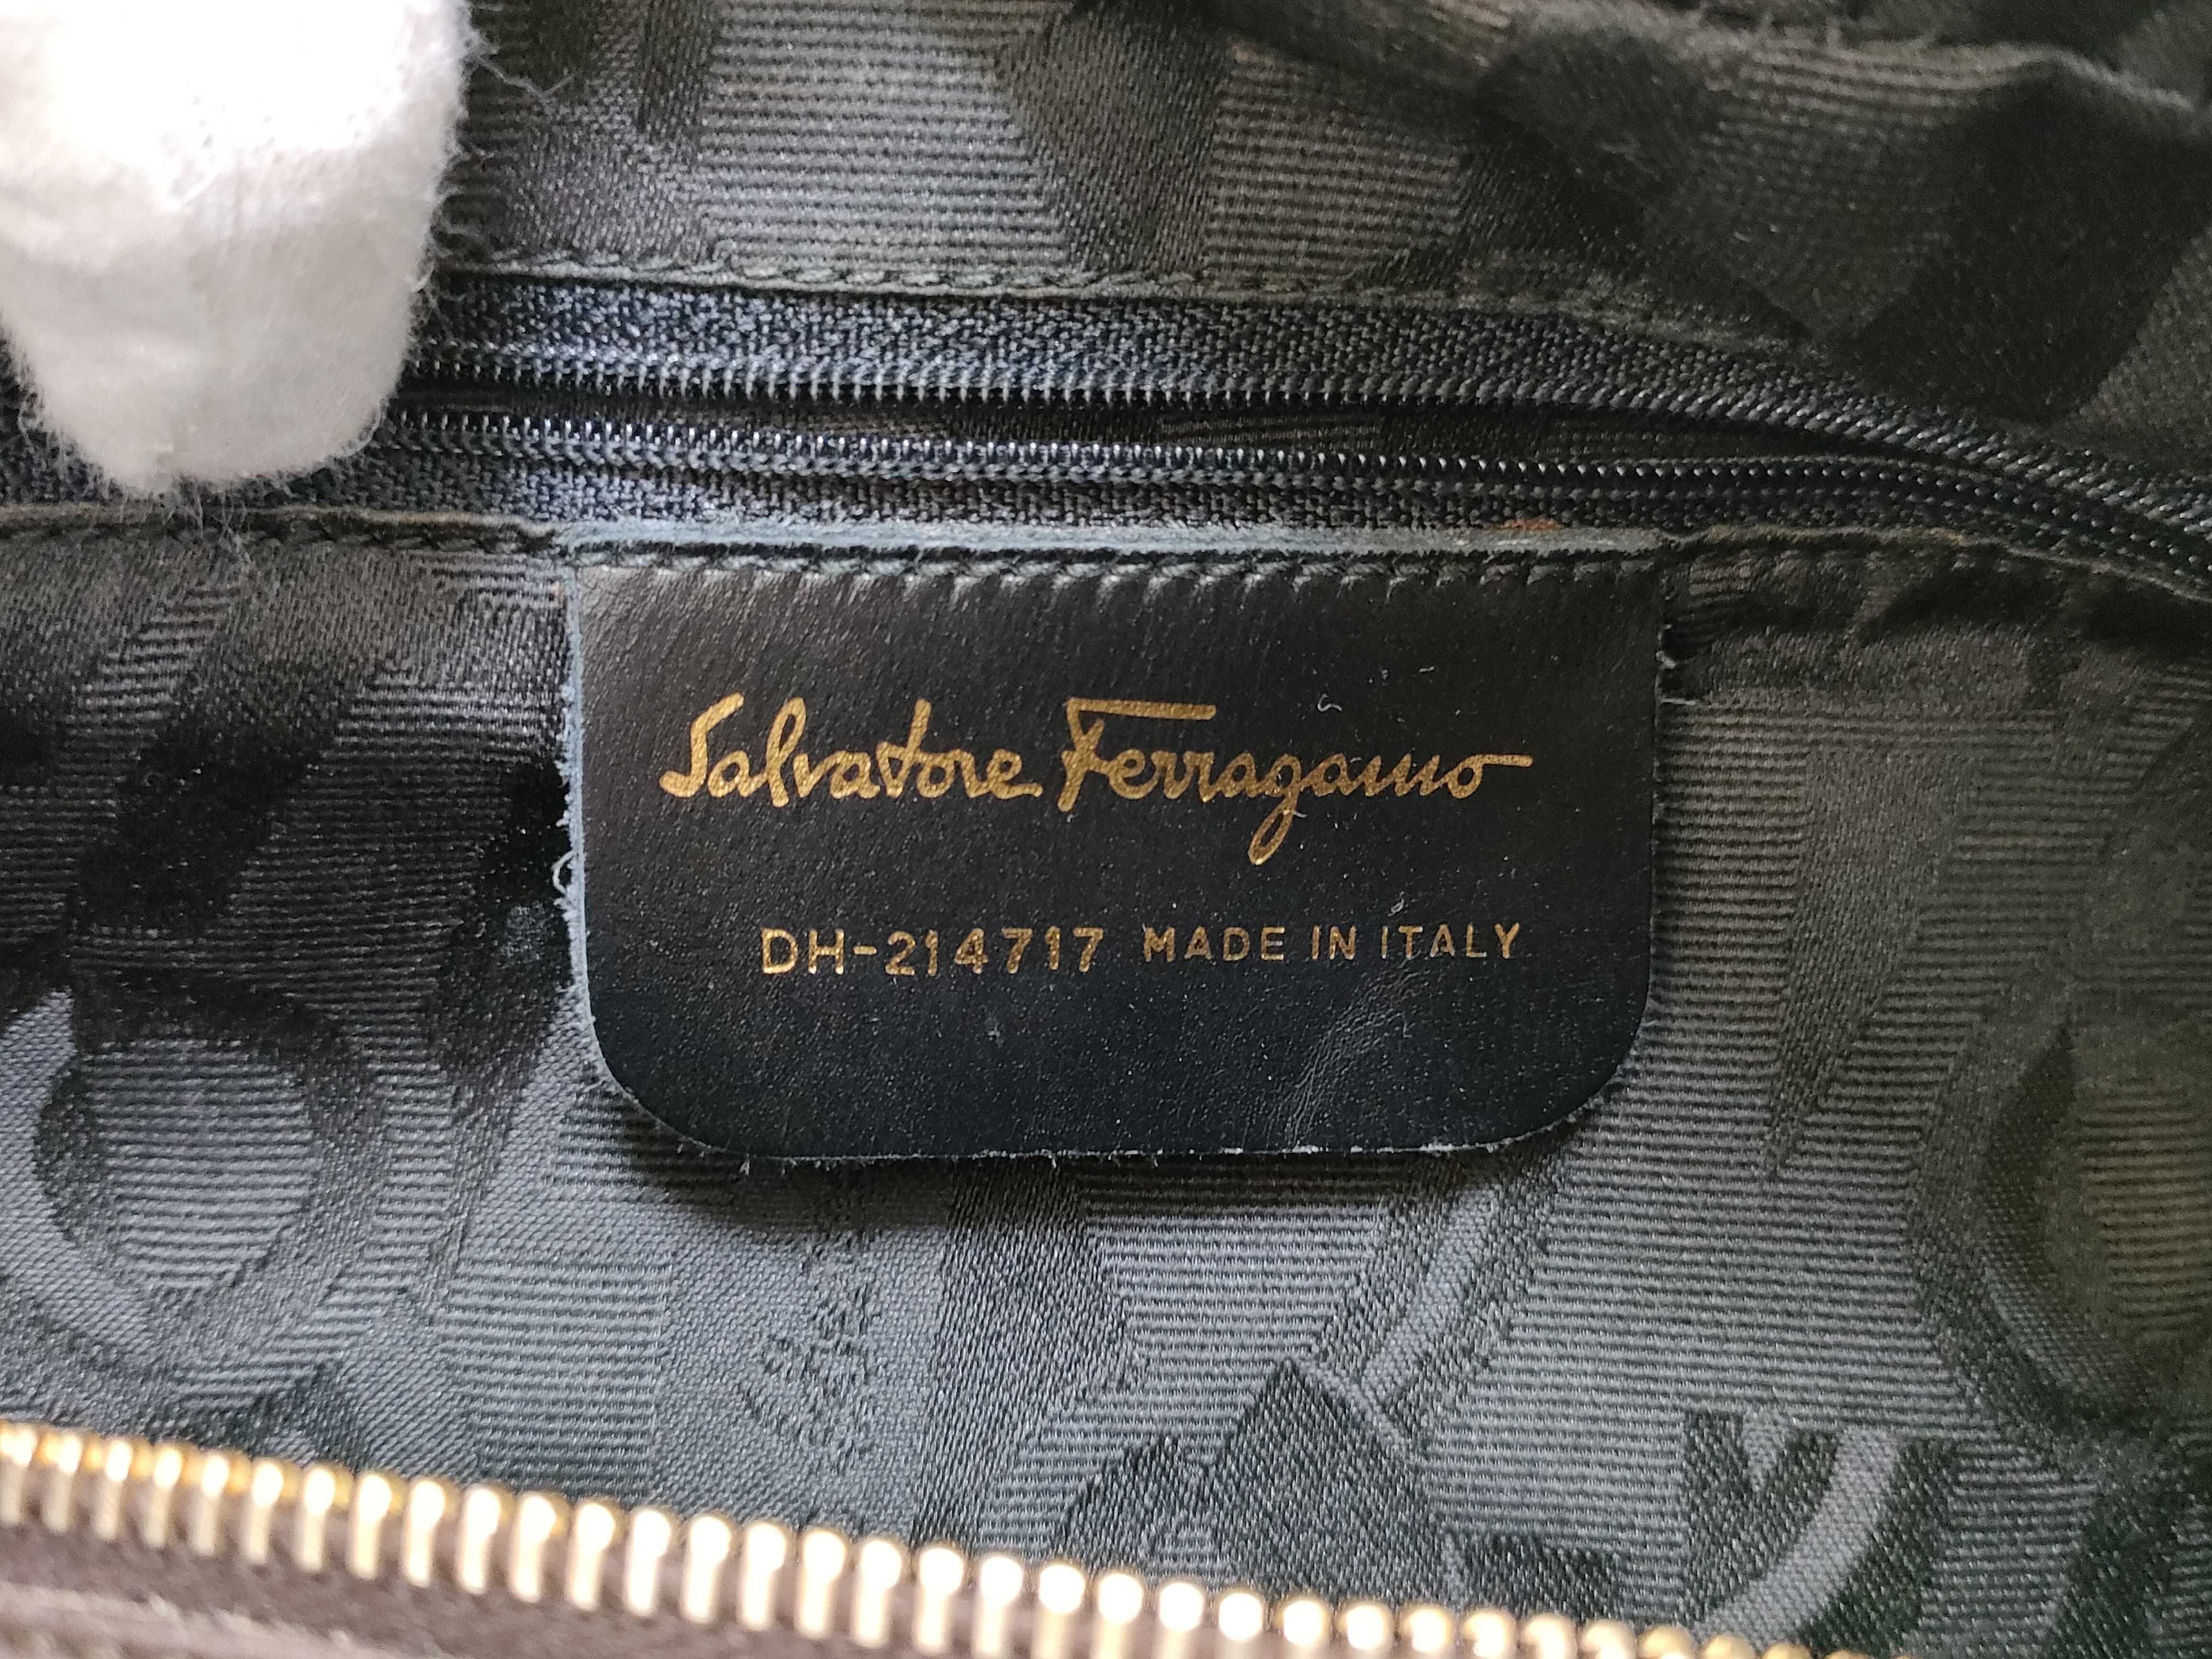 Salvatore Ferragamo
DH-214717 MADE IN ITALY